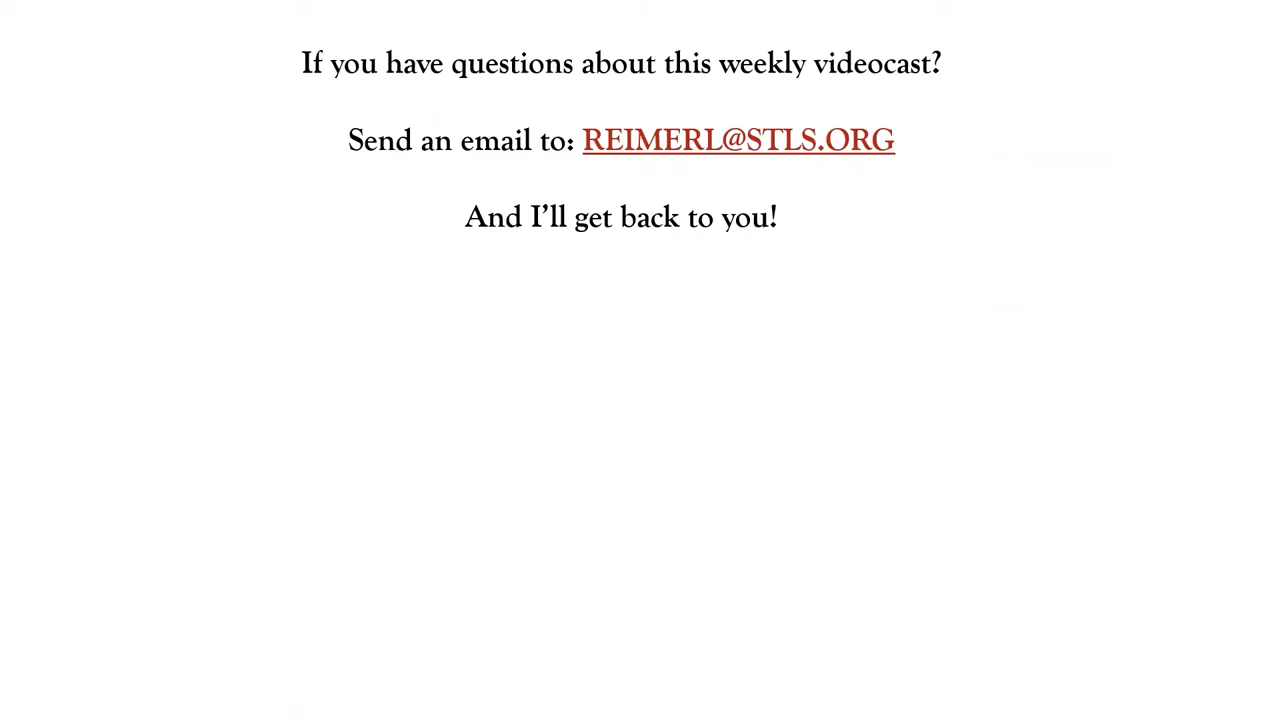 If you have questions about this weekly videocast?
Send an email to: REIMERL@STLS.ORG
And I’ll get back to you!